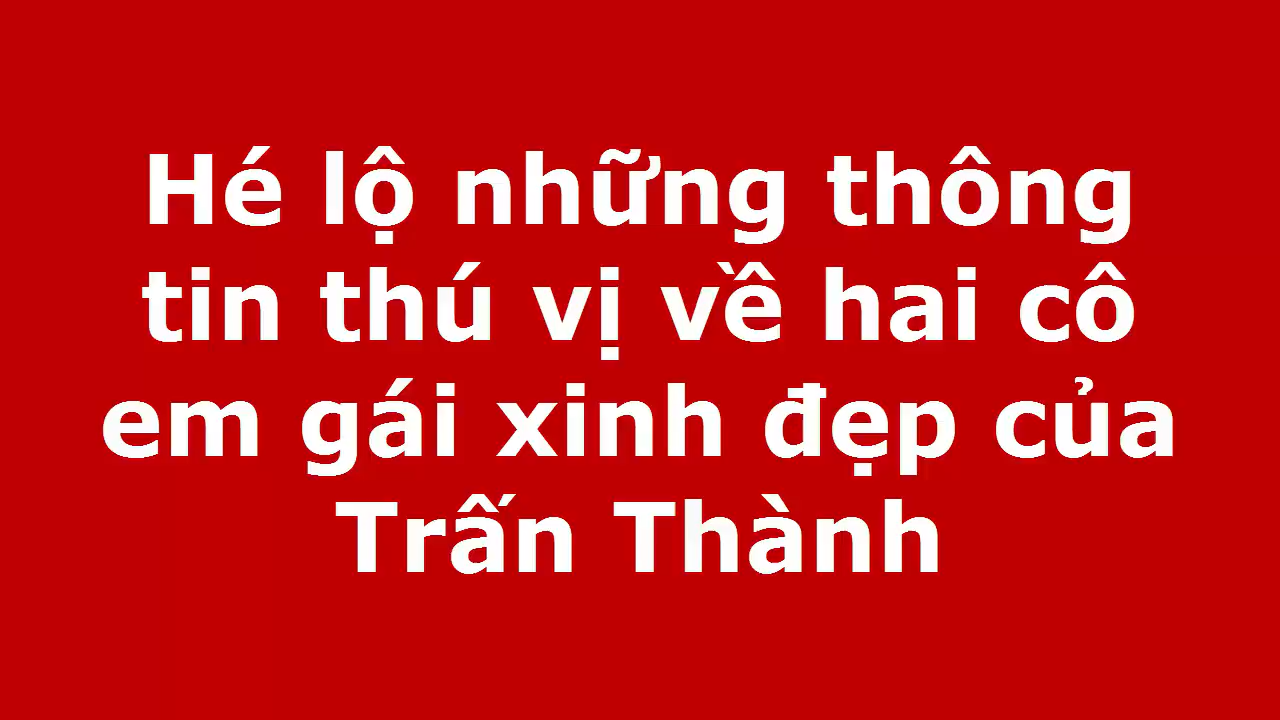 Hé lộ những thông
tin thú vị về hai cô
em gái xinh đẹp của
Trấn Thành